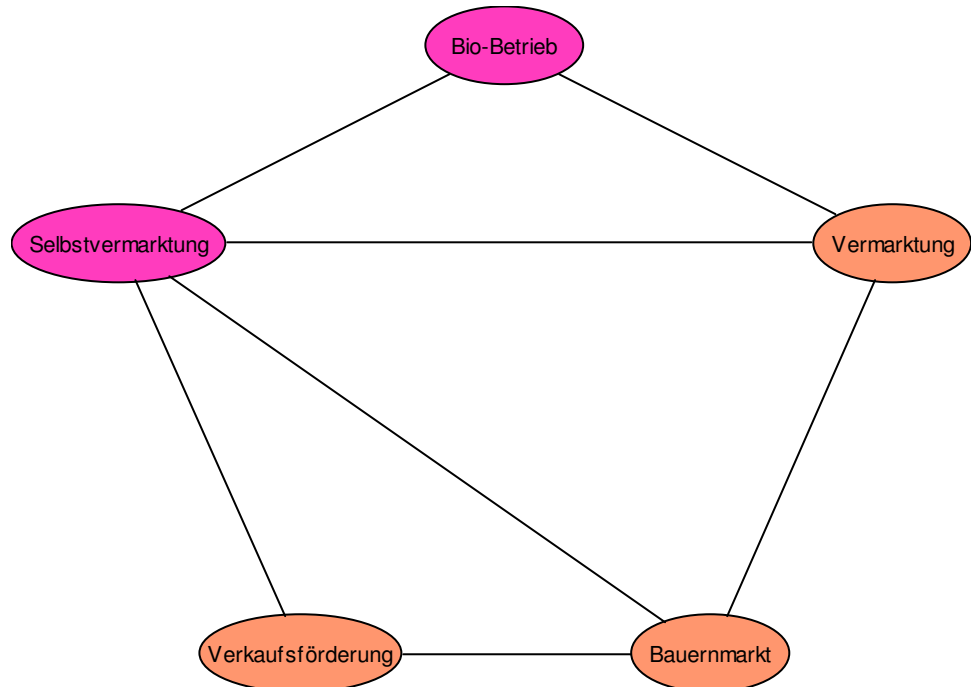 Bio-Betrieb
Selbstvermarktung
Vermarktung
Verkaufsförderung
Bauernmarkt